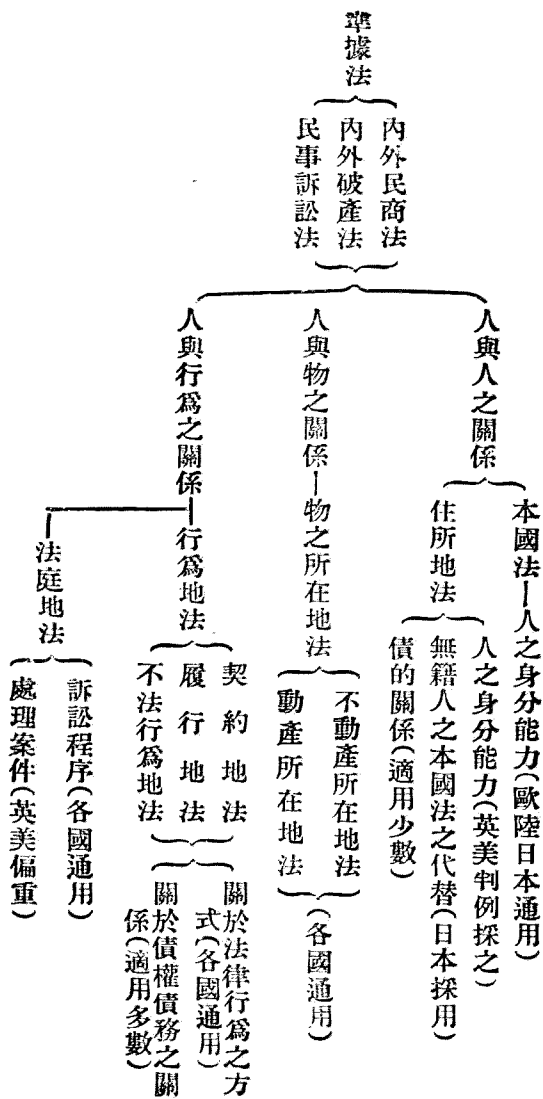 準據法
內外民商法
內外破產法
民事訴訟法
人與人之關係
本國法—人之身分能力(歐陸日本通用)
住所地法
人之身分能力(英美判例採之)
無籍人之本國法之代替(日本採用)
債的關係(適用少數)
人與物之關係—物之所在地法
不動產所在地法
動產所在地法
(各國通用)
人與行爲之關係
行爲地法
契約地法
履行地法
不法行爲地法
關於法律行爲之方
式(各國通用)
關於債權債務之關
係(適用多數)
法庭地法
訴訟程序(各國通用)
處理案件(英美偏重)